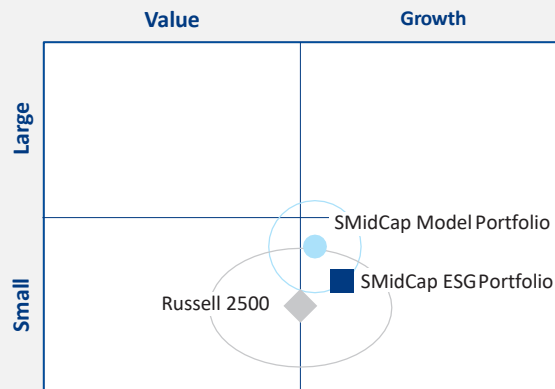 Value
Growth
Large
SMidCap Model Portfolio
SMidCap ESG Portfolio
Russell 2500
Small